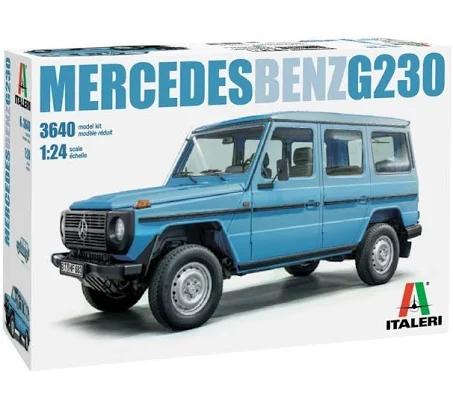 MERCEDESBENZG230
3640 model kit
modèle réduit
1:24 scale
échelle
ITALERI
MERCEDESBENZG230
ITALERI